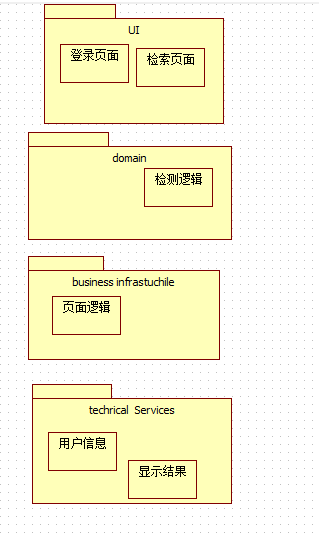 UI
登录页面
检索页面
domain
检测逻辑
business infrastuchile
页面逻辑
techrical Services
用户信息
显示结果